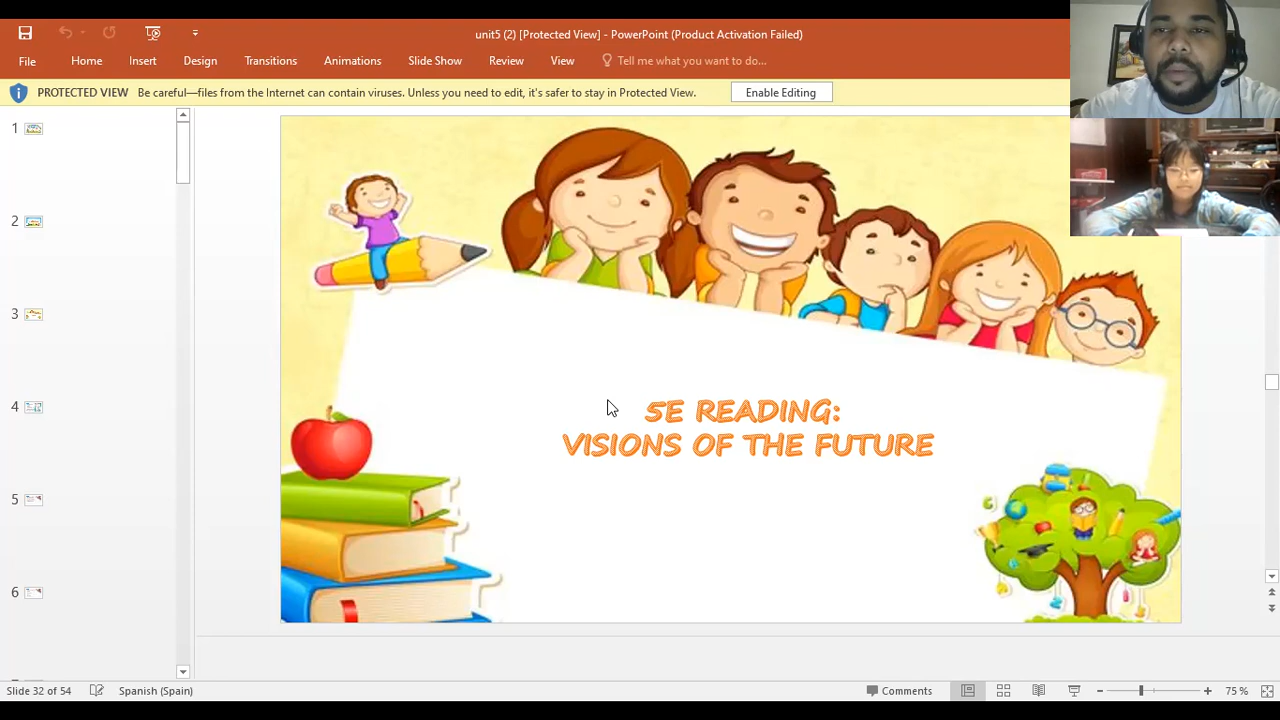 unit5 (2) [Protected View] - PowerPoint (Product Activation Failed)
File Home Insert Design Transitions Animations Slide Show Review View Tell me what you want to do...
PROTECTED VIEW Be careful—files from the Internet can contain viruses. Unless you need to edit, it's safer to stay in Protected View. Enable Editing
1
2
3
4
5
6
5E READING:
VISIONS OF THE FUTURE
Slide 32 of 54 Spanish (Spain) Comments 75 %